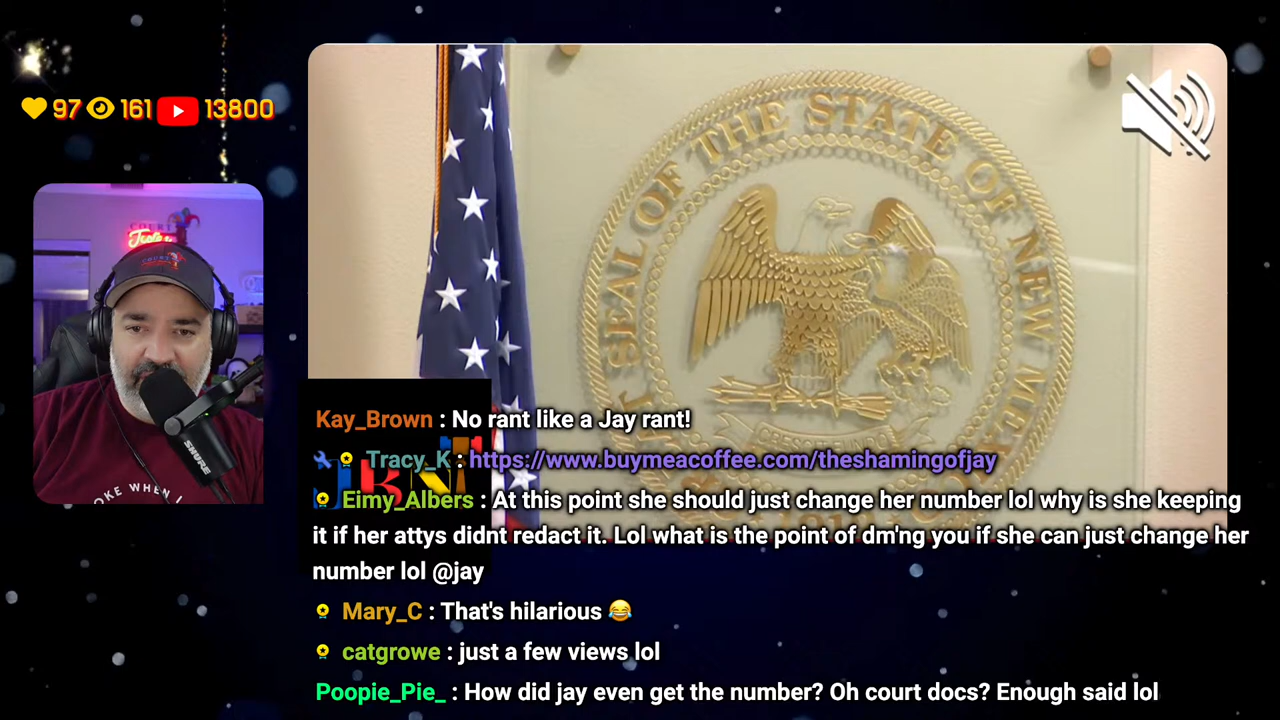 97 161 13800
SEAL OF THE STATE OF NEW
COURT
SHURE
OKE WHEN I
Kay_Brown : No rant like a Jay rant!
Tracy_K : https://www.buymeacoffee.com/theshamingofjay
Eimy_Albers : At this point she should just change her number lol why is she keeping
it if her attys didnt redact it. Lol what is the point of dm'ng you if she can just change her
number lol @jay
Mary_C : That's hilarious 😂
catgrowe : just a few views lol
Poopie_Pie_ : How did jay even get the number? Oh court docs? Enough said lol